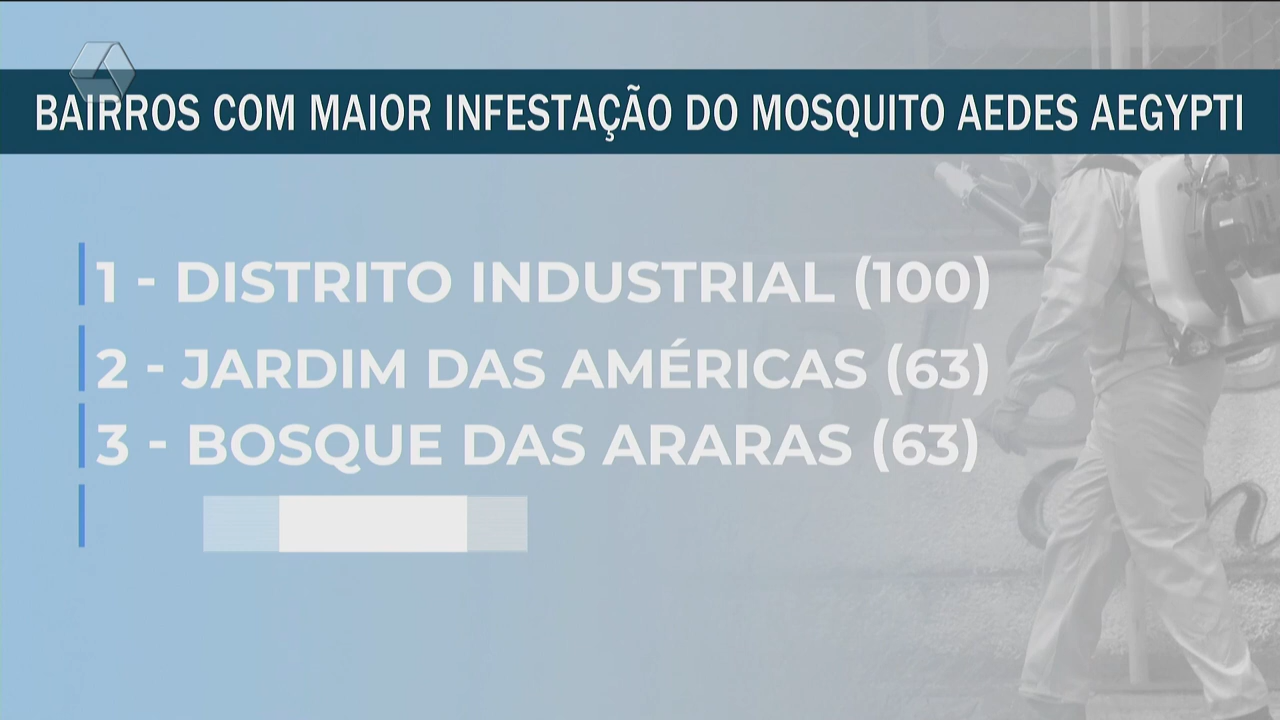 BAIRROS COM MAIOR INFESTAÇÃO DO MOSQUITO AEDES AEGYPTI
1 - DISTRITO INDUSTRIAL (100)
2 - JARDIM DAS AMÉRICAS (63)
3 - BOSQUE DAS ARARAS (63)